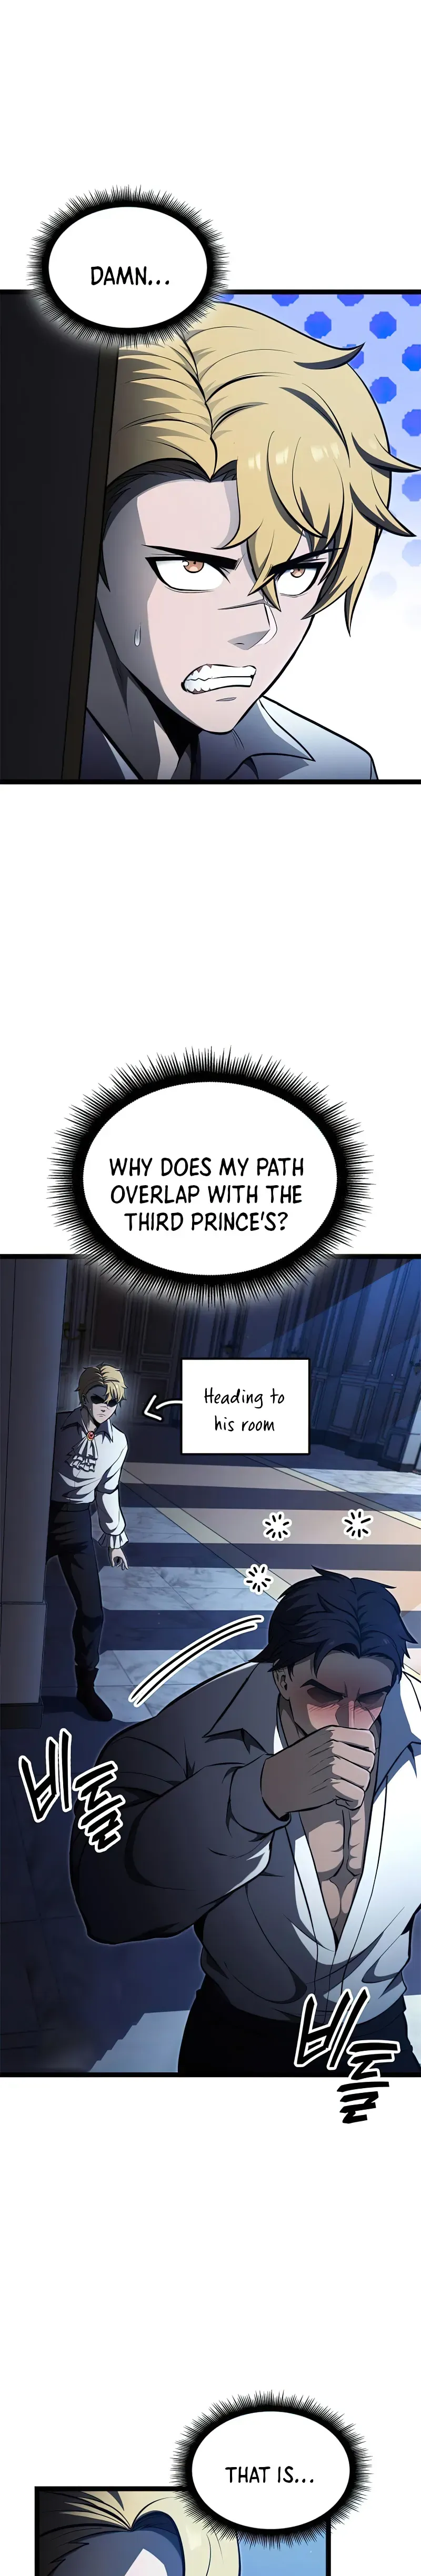 DAMN...
WHY DOES MY PATH
OVERLAP WITH THE
THIRD PRINCE'S?
Heading to
his room
비틀
비틀
THAT IS...